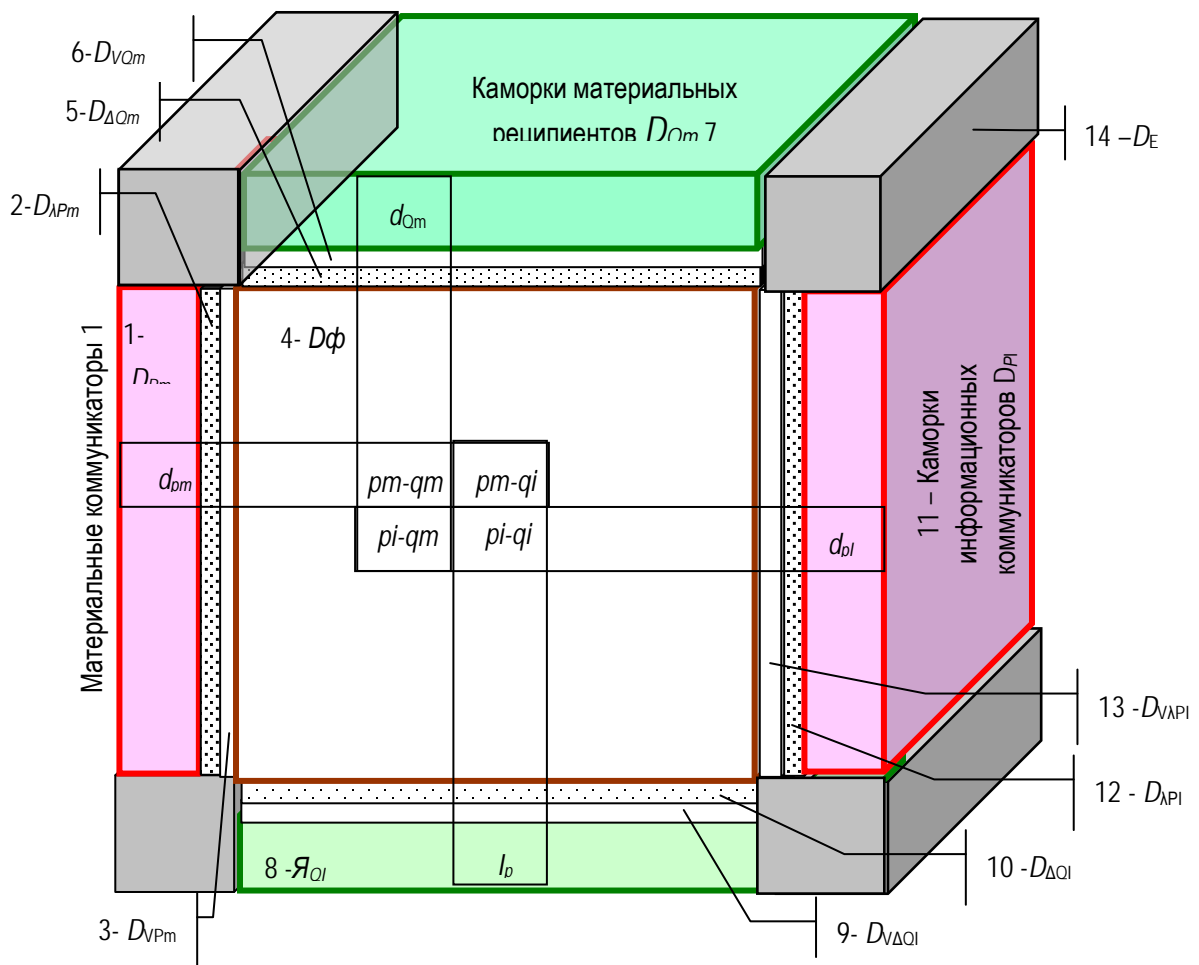 6-DVQm
5-DΔQm
Каморки материальных
реципиентов DQm 7
14 –DE
2-DλPm
dQm
Материальные коммуникаторы 1
1-
DPm
4- Dф
11 – Каморки
информационных
коммуникаторов DPI
dpm
pm-qm
pm-qi
pi-qm
pi-qi
dpI
13 -DVλPI
12 - DλPI
8 -ЯQI
Ip
10 -DΔQI
3- DVPm
9- DVΔQI